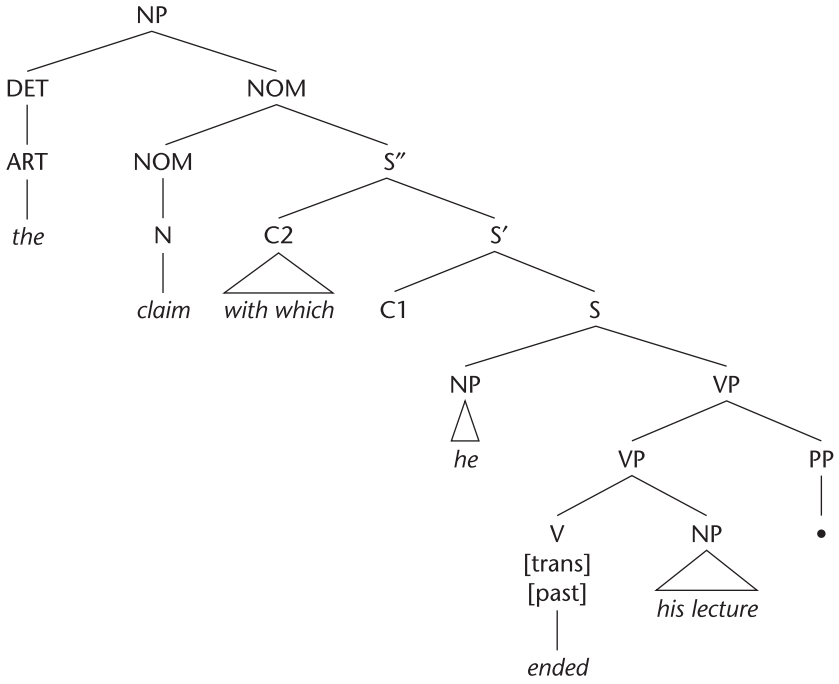 NP
DET NOM
ART NOM S″
the N C2 S′
claim with which C1 S
NP VP
he VP PP
V NP •
[trans]
[past] his lecture
ended